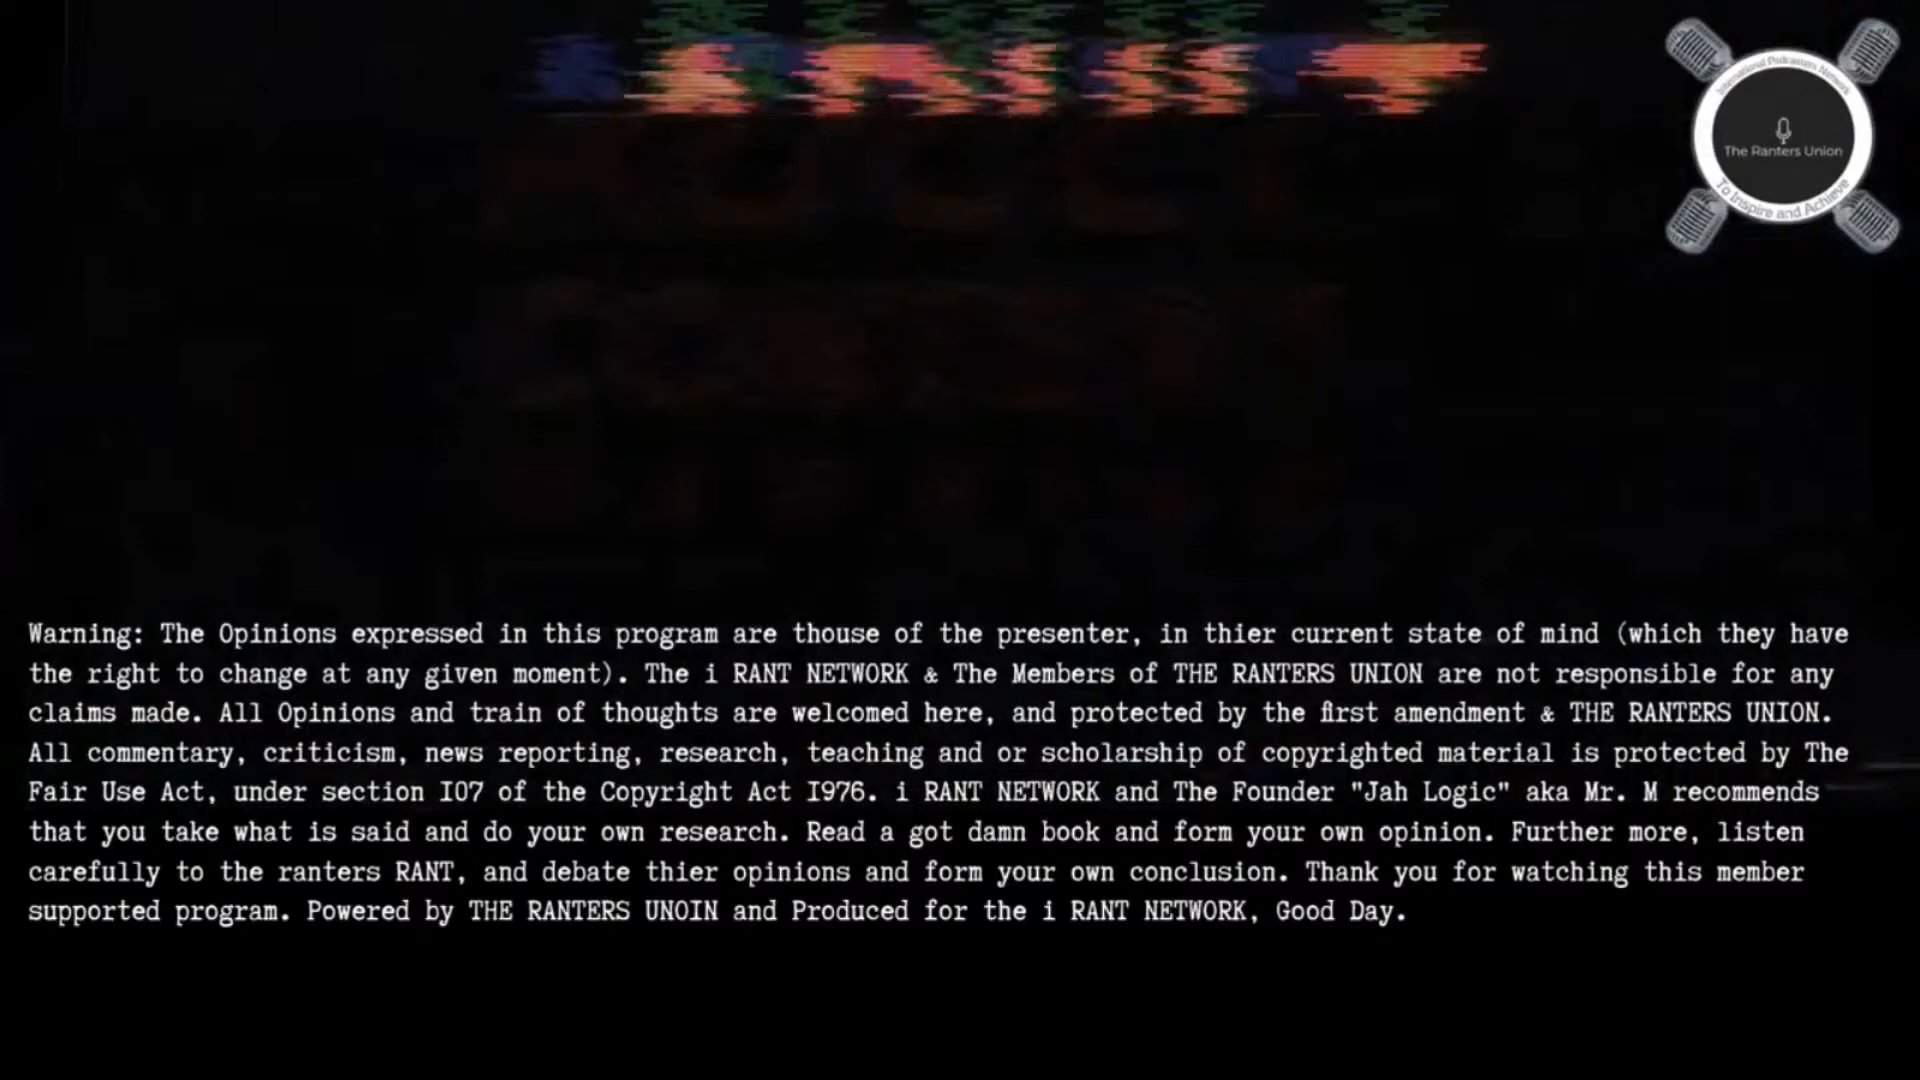 International Podcasters Network
The Ranters Union
To Inspire and Achieve
Warning: The Opinions expressed in this program are thouse of the presenter, in thier current state of mind (which they have
the right to change at any given moment). The i RANT NETWORK & The Members of THE RANTERS UNION are not responsible for any
claims made. All Opinions and train of thoughts are welcomed here, and protected by the first amendment & THE RANTERS UNION.
All commentary, criticism, news reporting, research, teaching and or scholarship of copyrighted material is protected by The
Fair Use Act, under section I07 of the Copyright Act I976. i RANT NETWORK and The Founder "Jah Logic" aka Mr. M recommends
that you take what is said and do your own research. Read a got damn book and form your own opinion. Further more, listen
carefully to the ranters RANT, and debate thier opinions and form your own conclusion. Thank you for watching this member
supported program. Powered by THE RANTERS UNOIN and Produced for the i RANT NETWORK, Good Day.